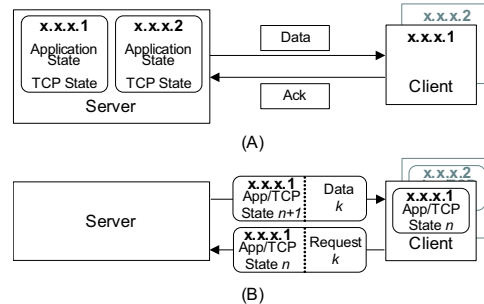 x.x.x.1
Application
State
TCP State
x.x.x.2
Application
State
TCP State
Server
Data
Ack
x.x.x.2
x.x.x.1
Client
(A)
Server
x.x.x.1
App/TCP
State n+1
Data
k
x.x.x.1
App/TCP
State n
Request
k
x.x.x.2
x.x.x.1
App/TCP
State n
Client
(B)